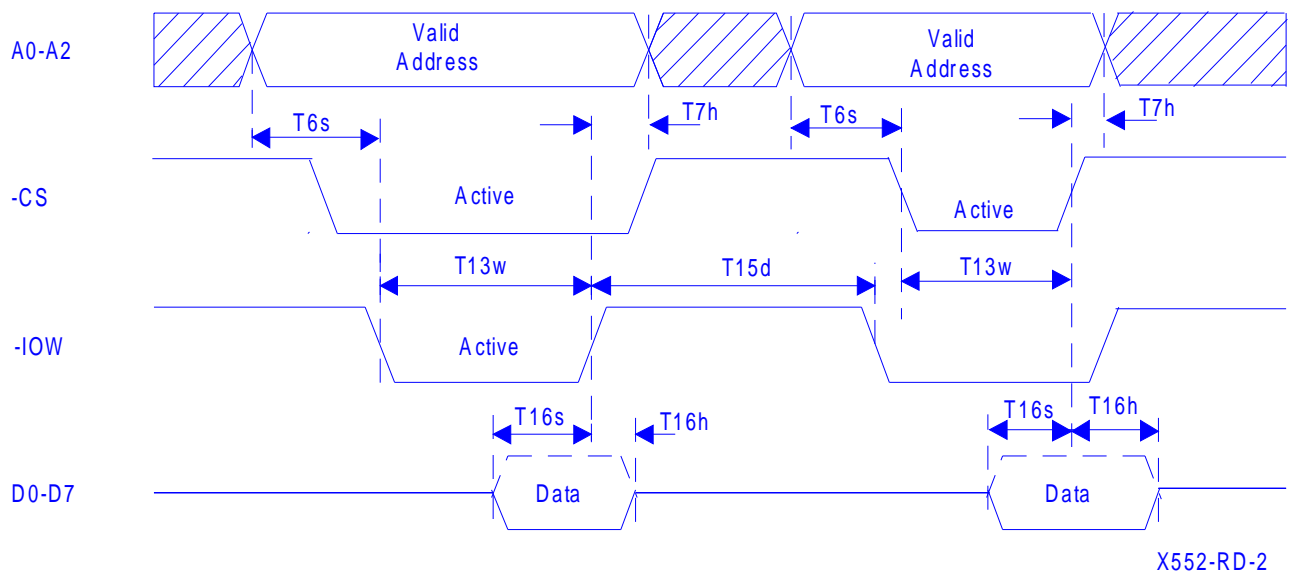 A0-A2
Valid
Address
Valid
Address
T6s
T7h
T6s
T7h
-CS
Active
Active
T13w
T15d
T13w
-IOW
Active
T16s
T16h
T16s
T16h
D0-D7
Data
Data
X552-RD-2